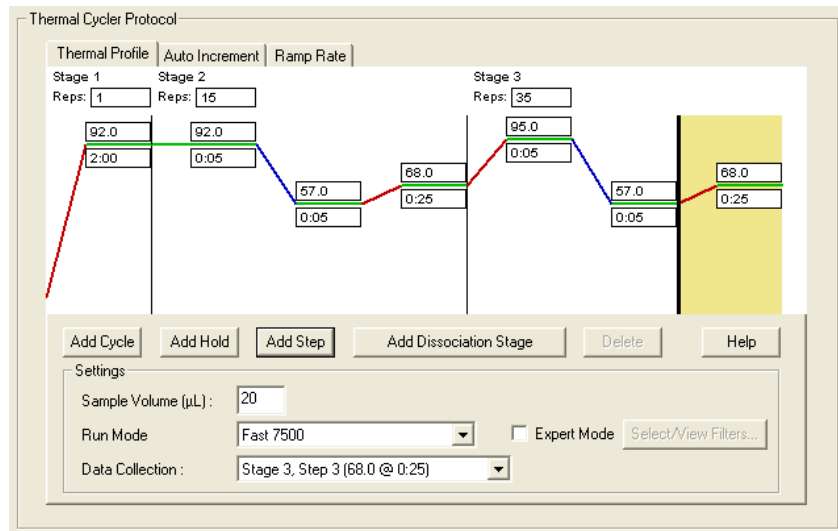 Thermal Cycler Protocol
Thermal Profile Auto Increment Ramp Rate
Stage 1 Stage 2 Stage 3
Reps: 1 Reps: 15 Reps: 35
92.0 92.0 95.0
2:00 0:05 0:05
68.0 68.0
57.0 0:25 57.0 0:25
0:05 0:05
Add Cycle Add Hold Add Step Add Dissociation Stage Delete Help
Settings
Sample Volume (µL) : 20
Run Mode Fast 7500 Expert Mode Select/View Filters...
Data Collection : Stage 3, Step 3 (68.0 @ 0:25)